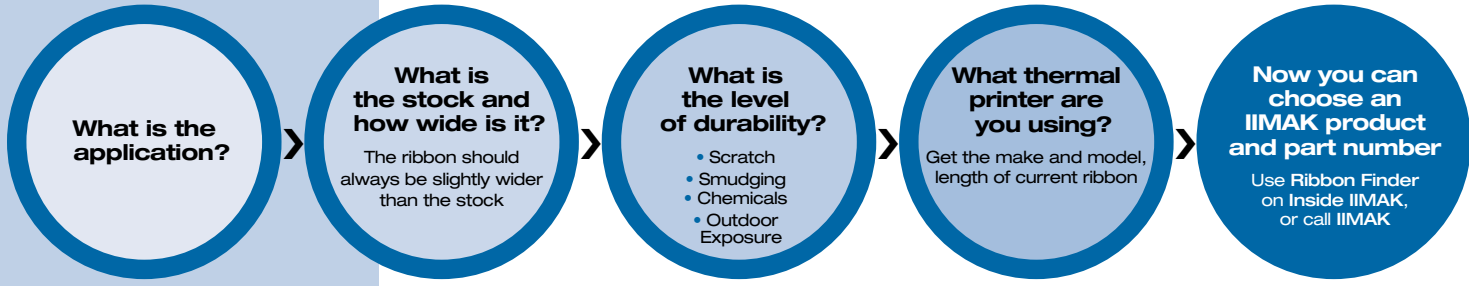 What is the
application?
What is
the stock and
how wide is it?
The ribbon should
always be slightly wider
than the stock
What is
the level
of durability?
• Scratch
• Smudging
• Chemicals
• Outdoor
Exposure
What thermal
printer are
you using?
Get the make and model,
length of current ribbon
Now you can
choose an
IIMAK product
and part number
Use Ribbon Finder
on Inside IIMAK,
or call IIMAK